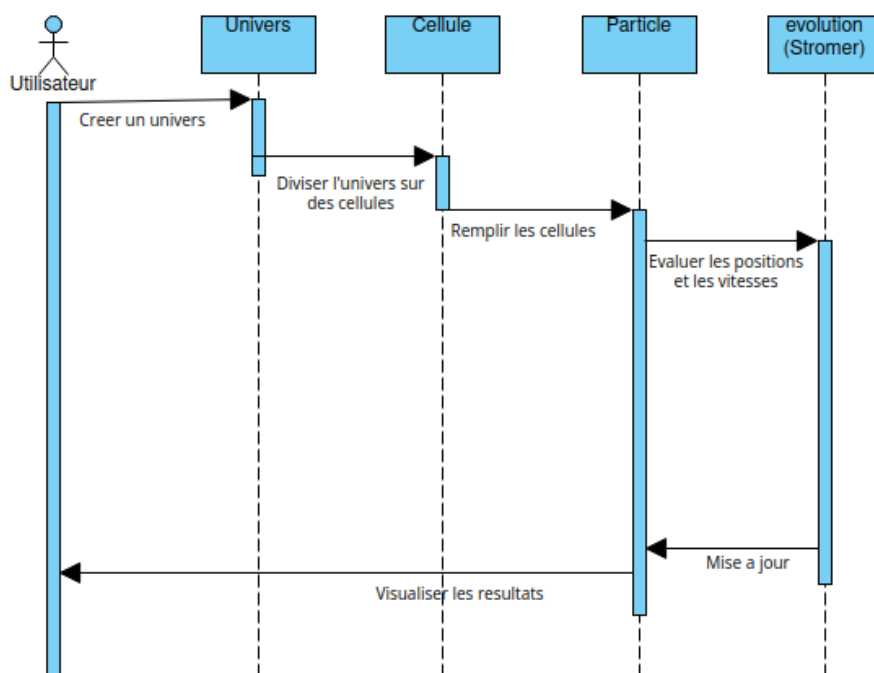 Univers
Cellule
Particle
evolution
(Stromer)
Utilisateur
Creer un univers
Diviser l'univers sur
des cellules
Remplir les cellules
Evaluer les positions
et les vitesses
Mise a jour
Visualiser les resultats